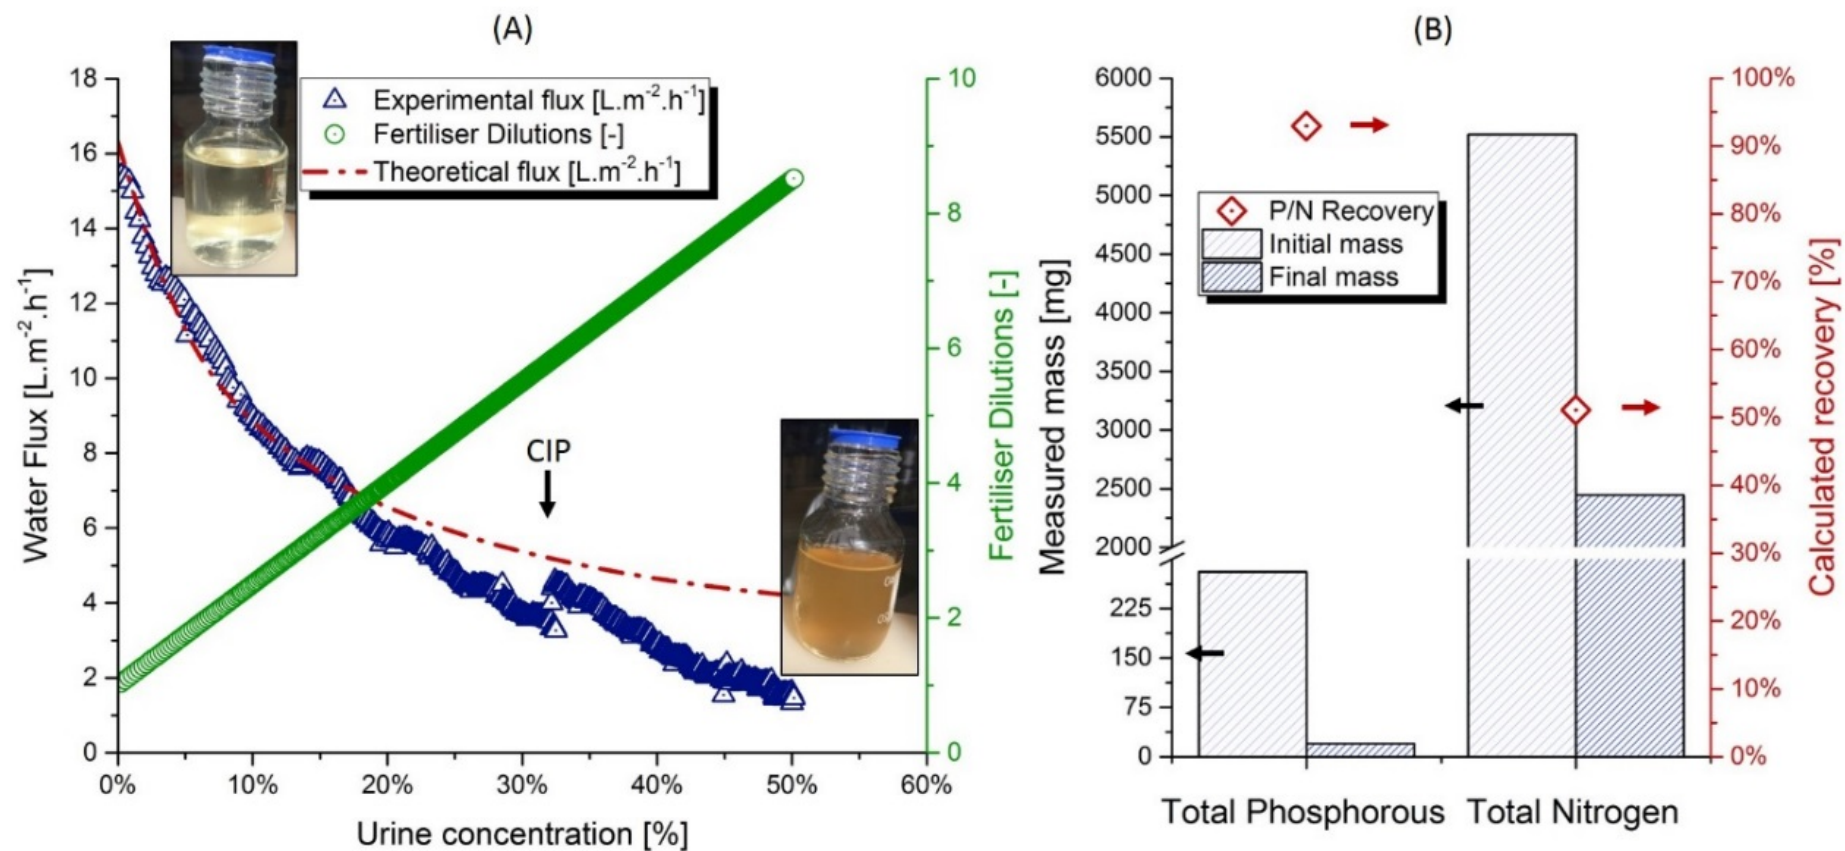 (A)
18
16
14
12
10
8
6
4
2
0
Water Flux [L.m⁻².h⁻¹]
Experimental flux [L.m⁻².h⁻¹]
Fertiliser Dilutions [-]
Theoretical flux [L.m⁻².h⁻¹]
CIP
10
8
6
4
2
0
Fertiliser Dilutions [-]
0%
10%
20%
30%
40%
50%
60%
Urine concentration [%]
(B)
6000
5500
5000
4500
4000
3500
3000
2500
2000
225
150
75
0
Measured mass [mg]
P/N Recovery
Initial mass
Final mass
100%
90%
80%
70%
60%
50%
40%
30%
20%
10%
0%
Calculated recovery [%]
Total Phosphorous
Total Nitrogen